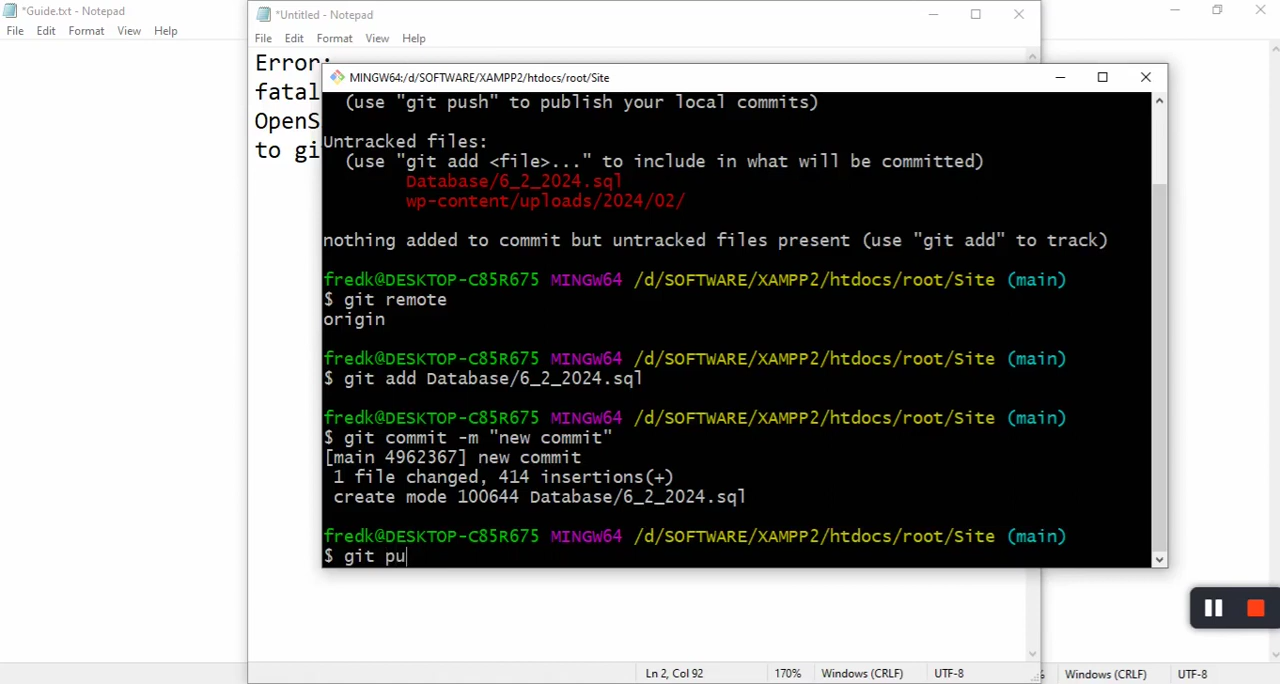 *Guide.txt - Notepad
File Edit Format View Help
*Untitled - Notepad
File Edit Format View Help
Error:
fatal
OpenS
to gi
MINGW64:/d/SOFTWARE/XAMPP2/htdocs/root/Site
(use "git push" to publish your local commits)
Untracked files:
(use "git add <file>..." to include in what will be committed)
Database/6_2_2024.sql
wp-content/uploads/2024/02/
nothing added to commit but untracked files present (use "git add" to track)
fredk@DESKTOP-C85R675 MINGW64 /d/SOFTWARE/XAMPP2/htdocs/root/Site (main)
$ git remote
origin
fredk@DESKTOP-C85R675 MINGW64 /d/SOFTWARE/XAMPP2/htdocs/root/Site (main)
$ git add Database/6_2_2024.sql
fredk@DESKTOP-C85R675 MINGW64 /d/SOFTWARE/XAMPP2/htdocs/root/Site (main)
$ git commit -m "new commit"
[main 4962367] new commit
1 file changed, 414 insertions(+)
create mode 100644 Database/6_2_2024.sql
fredk@DESKTOP-C85R675 MINGW64 /d/SOFTWARE/XAMPP2/htdocs/root/Site (main)
$ git pu
Ln 2, Col 92 170% Windows (CRLF) UTF-8
% Windows (CRLF) UTF-8